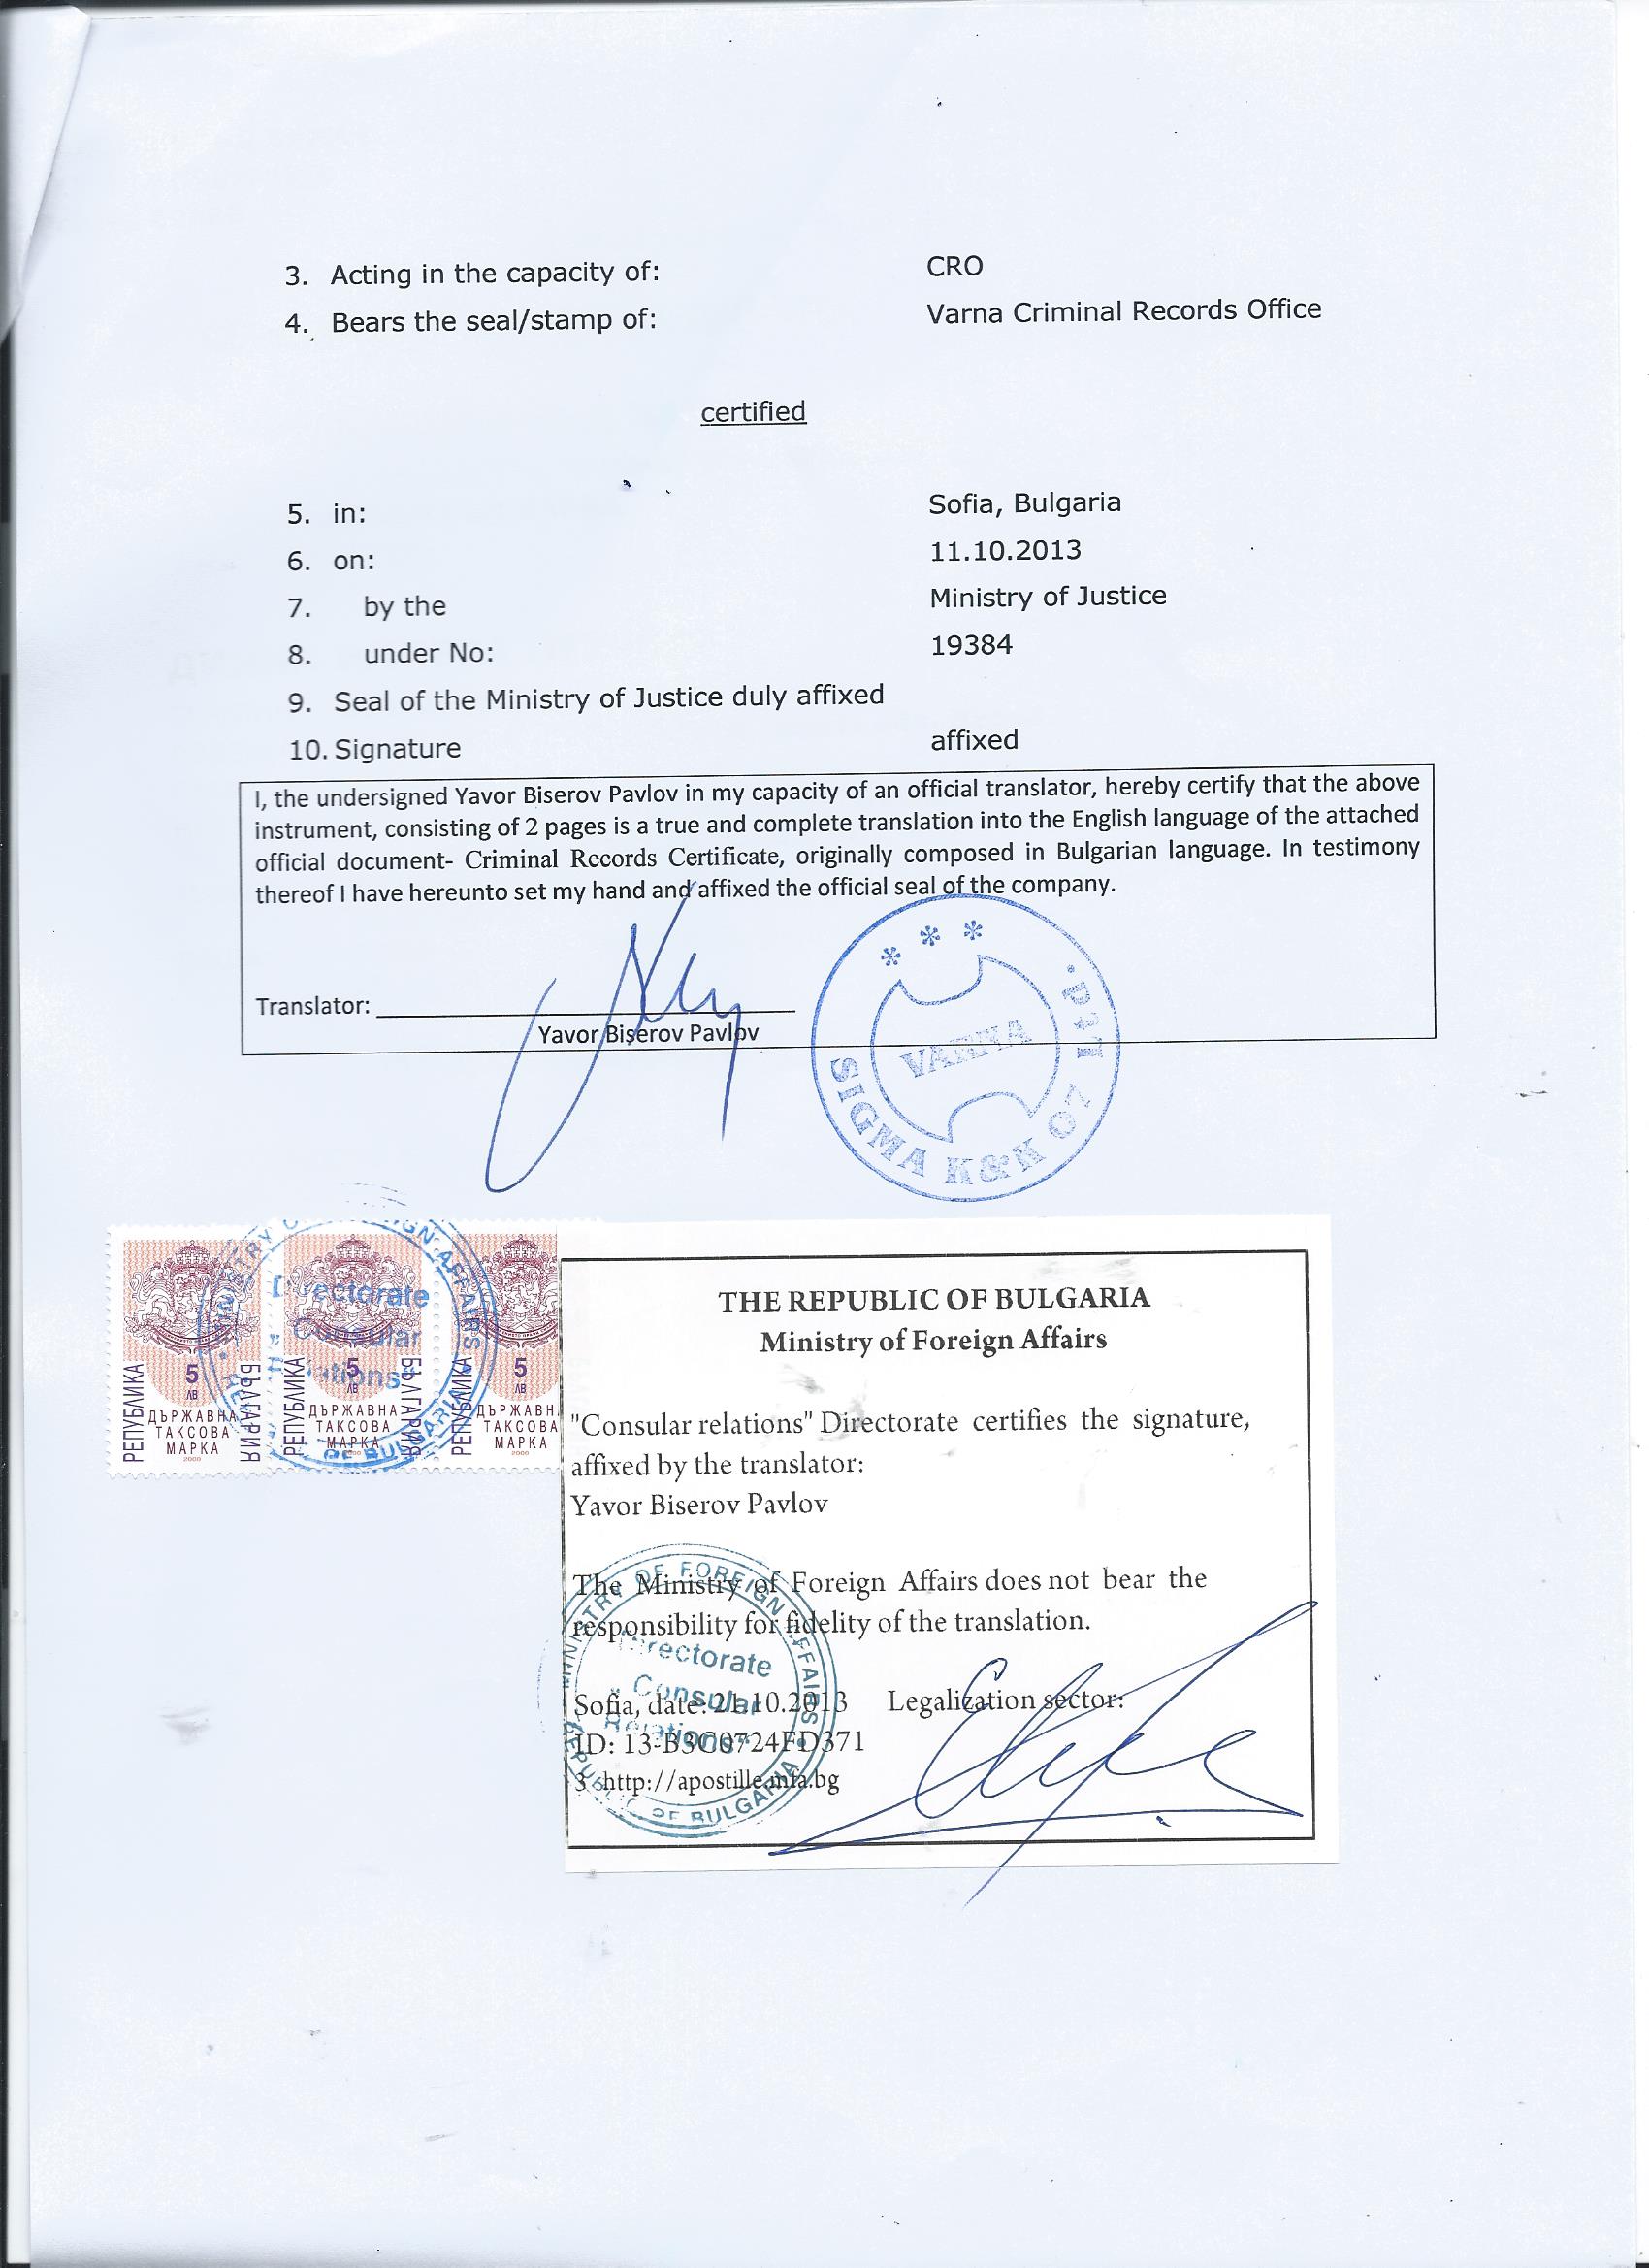 3. Acting in the capacity of: CRO
4. Bears the seal/stamp of: Varna Criminal Records Office
certified
5. in: Sofia, Bulgaria
6. on: 11.10.2013
7. by the Ministry of Justice
8. under No: 19384
9. Seal of the Ministry of Justice duly affixed
10. Signature affixed
I, the undersigned Yavor Biserov Pavlov in my capacity of an official translator, hereby certify that the above
instrument, consisting of 2 pages is a true and complete translation into the English language of the attached
official document- Criminal Records Certificate, originally composed in Bulgarian language. In testimony
thereof I have hereunto set my hand and affixed the official seal of the company.
Translator:
Yavor Biserov Pavlov
* * *
VARNA
SIGMA K&K 07 Ltd.
MINISTRY OF FOREIGN AFFAIRS
Directorate
"Consular
Relations"
REPUBLIC OF BULGARIA
РЕПУБЛИКА БЪЛГАРИЯ
5
ЛВ
ДЪРЖАВНА
ТАКСОВА
МАРКА
2000
РЕПУБЛИКА БЪЛГАРИЯ
5
ЛВ
ДЪРЖАВНА
ТАКСОВА
МАРКА
2000
РЕПУБЛИКА
5
ЛВ
ДЪРЖАВН
ТАКСОВА
МАРКА
2000
THE REPUBLIC OF BULGARIA
Ministry of Foreign Affairs
"Consular relations" Directorate certifies the signature,
affixed by the translator:
Yavor Biserov Pavlov
The Ministry of Foreign Affairs does not bear the
responsibility for fidelity of the translation.
Sofia, date: 21.10.2013 Legalization sector:
ID: 13-B3C0724FD371
3 http://apostille.mfa.bg
MINISTRY OF FOREIGN AFFAIRS
Directorate
"Consular
Relations"
REPUBLIC OF BULGARIA